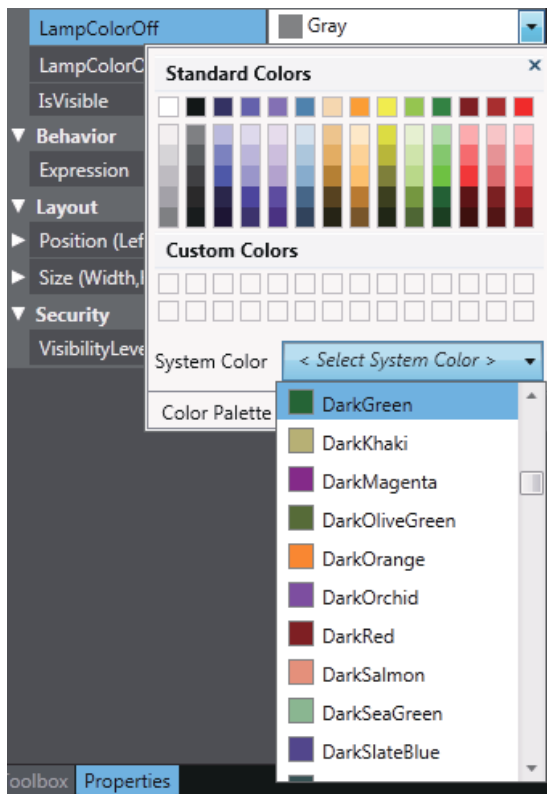 LampColorOff Gray
LampColorO
Standard Colors
IsVisible
Behavior
Expression
Layout
Position (Lef
Custom Colors
Size (Width,
Security
VisibilityLeve
System Color < Select System Color >
Color Palette
DarkGreen
DarkKhaki
DarkMagenta
DarkOliveGreen
DarkOrange
DarkOrchid
DarkRed
DarkSalmon
DarkSeaGreen
DarkSlateBlue
Toolbox Properties